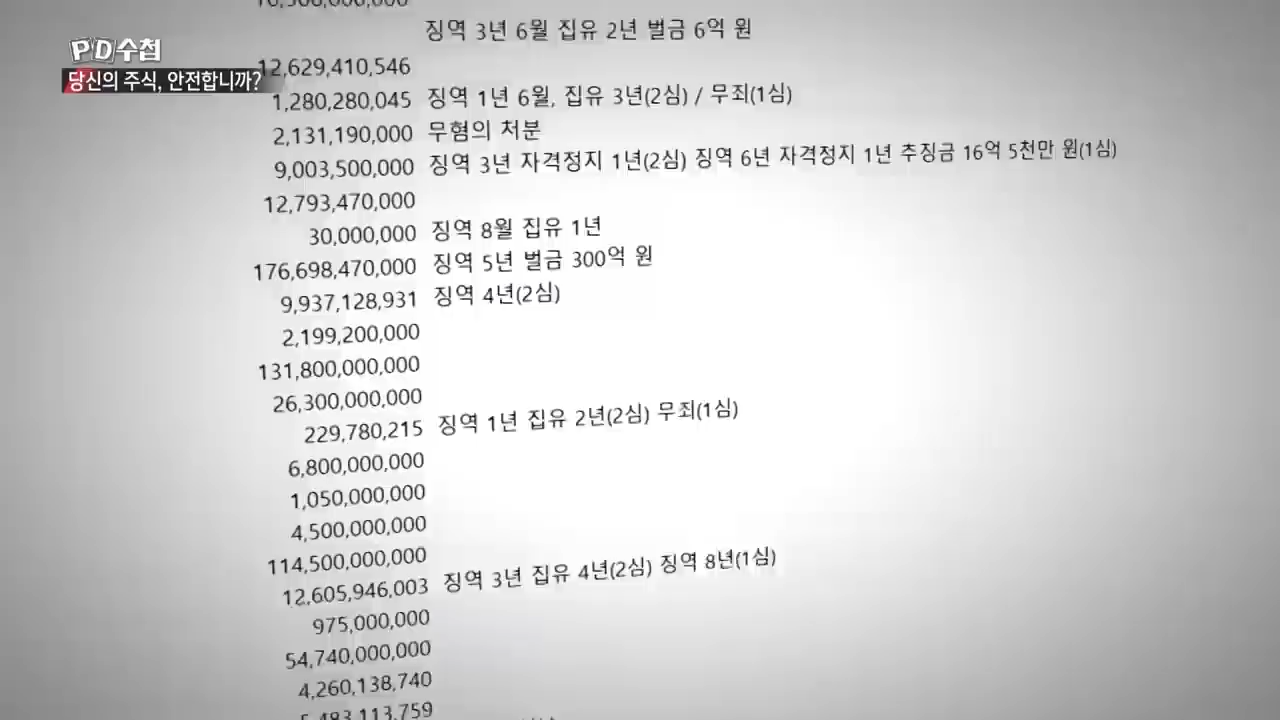 PD수첩
당신의 주식, 안전합니까?
징역 3년 6월 집유 2년 벌금 6억 원
12,629,410,546
1,280,280,045 징역 1년 6월, 집유 3년(2심) / 무죄(1심)
2,131,190,000 무혐의 처분
9,003,500,000 징역 3년 자격정지 1년(2심) 징역 6년 자격정지 1년 추징금 16억 5천만 원(1심)
12,793,470,000
30,000,000 징역 8월 집유 1년
176,698,470,000 징역 5년 벌금 300억 원
9,937,128,931 징역 4년(2심)
2,199,200,000
131,800,000,000
26,300,000,000
229,780,215 징역 1년 집유 2년(2심) 무죄(1심)
6,800,000,000
1,050,000,000
4,500,000,000
114,500,000,000
12,605,946,003 징역 3년 집유 4년(2심) 징역 8년(1심)
975,000,000
54,740,000,000
4,260,138,740
5,483,113,759